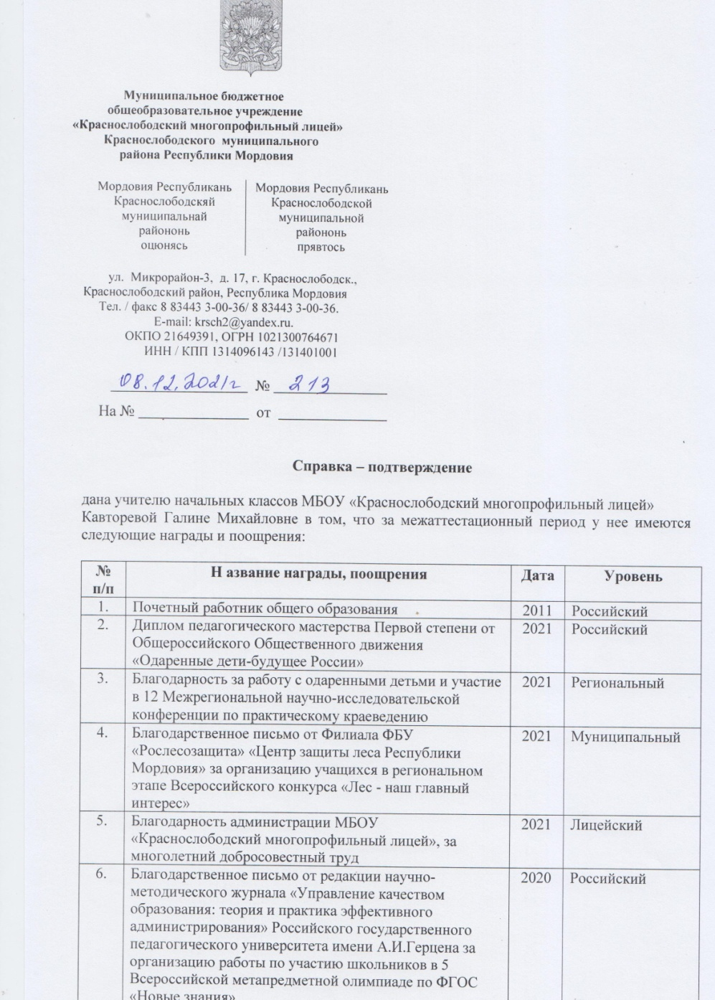 Муниципальное бюджетное
общеобразовательное учреждение
«Краснослободский многопрофильный лицей»
Краснослободского муниципального
района Республики Мордовия
Мордовия Республикань
Краснослободскяй
муниципальнай
райононь
оцюнясь
Мордовия Республикань
Краснослободской
муниципальной
райононь
прявтось
ул. Микрорайон-3, д. 17, г. Краснослободск.,
Краснослободский район, Республика Мордовия
Тел. / факс 8 83443 3-00-36/ 8 83443 3-00-36.
E-mail: krsch2@yandex.ru.
ОКПО 21649391, ОГРН 1021300764671
ИНН / КПП 1314096143 /131401001
08.12.2021г № 213
На № ______________ от ______________
Справка – подтверждение
дана учителю начальных классов МБОУ «Краснослободский многопрофильный лицей»
Кавторевой Галине Михайловне в том, что за межаттестационный период у нее имеются
следующие награды и поощрения:
№ п/п Н азвание награды, поощрения Дата Уровень
1. Почетный работник общего образования 2011 Российский
2. Диплом педагогического мастерства Первой степени от 2021 Российский
Общероссийского Общественного движения
«Одаренные дети-будущее России»
3. Благодарность за работу с одаренными детьми и участие 2021 Региональный
в 12 Межрегиональной научно-исследовательской
конференции по практическому краеведению
4. Благодарственное письмо от Филиала ФБУ 2021 Муниципальный
«Рослесозащита» «Центр защиты леса Республики
Мордовия» за организацию учащихся в региональном
этапе Всероссийского конкурса «Лес - наш главный
интерес»
5. Благодарность администрации МБОУ 2021 Лицейский
«Краснослободский многопрофильный лицей», за
многолетний добросовестный труд
6. Благодарственное письмо от редакции научно- 2020 Российский
методического журнала «Управление качеством
образования: теория и практика эффективного
администрирования» Российского государственного
педагогического университета имени А.И.Герцена за
организацию работы по участию школьников в 5
Всероссийской метапредметной олимпиаде по ФГОС
«Новые знания»